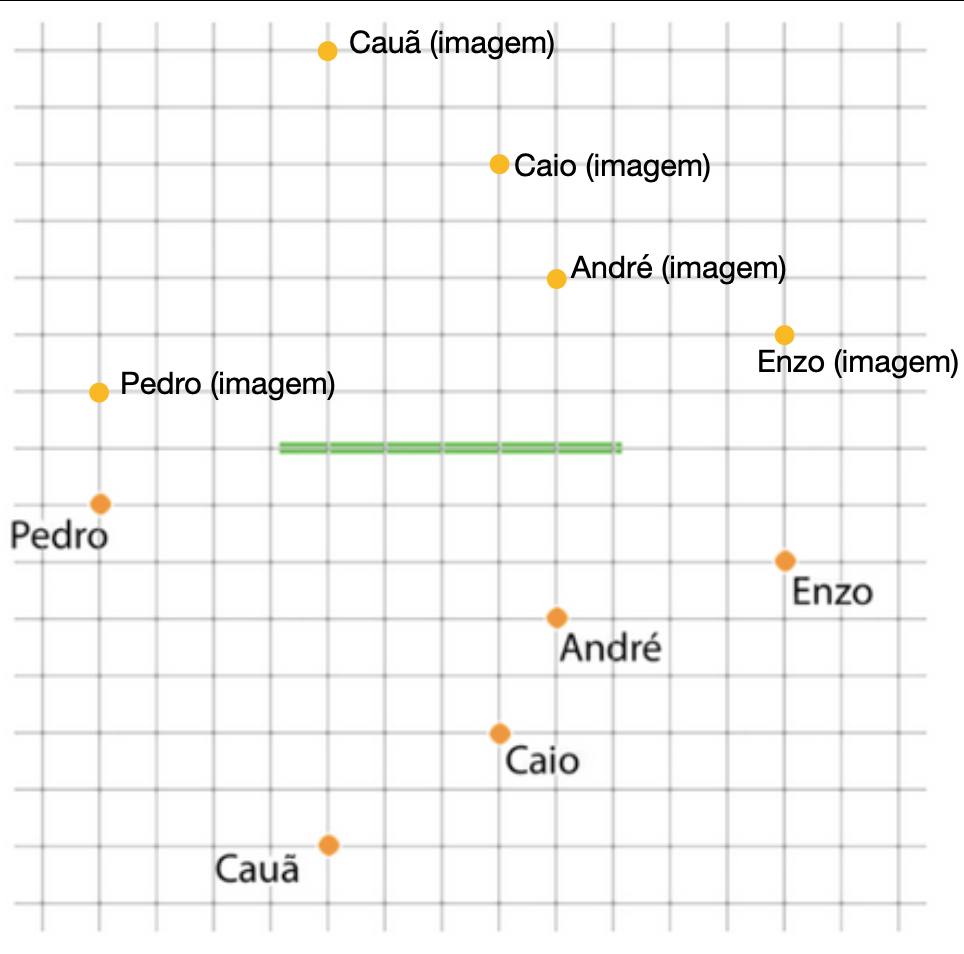 Cauã (imagem)
Caio (imagem)
André (imagem)
Enzo (imagem)
Pedro (imagem)
Pedro
Enzo
André
Caio
Cauã